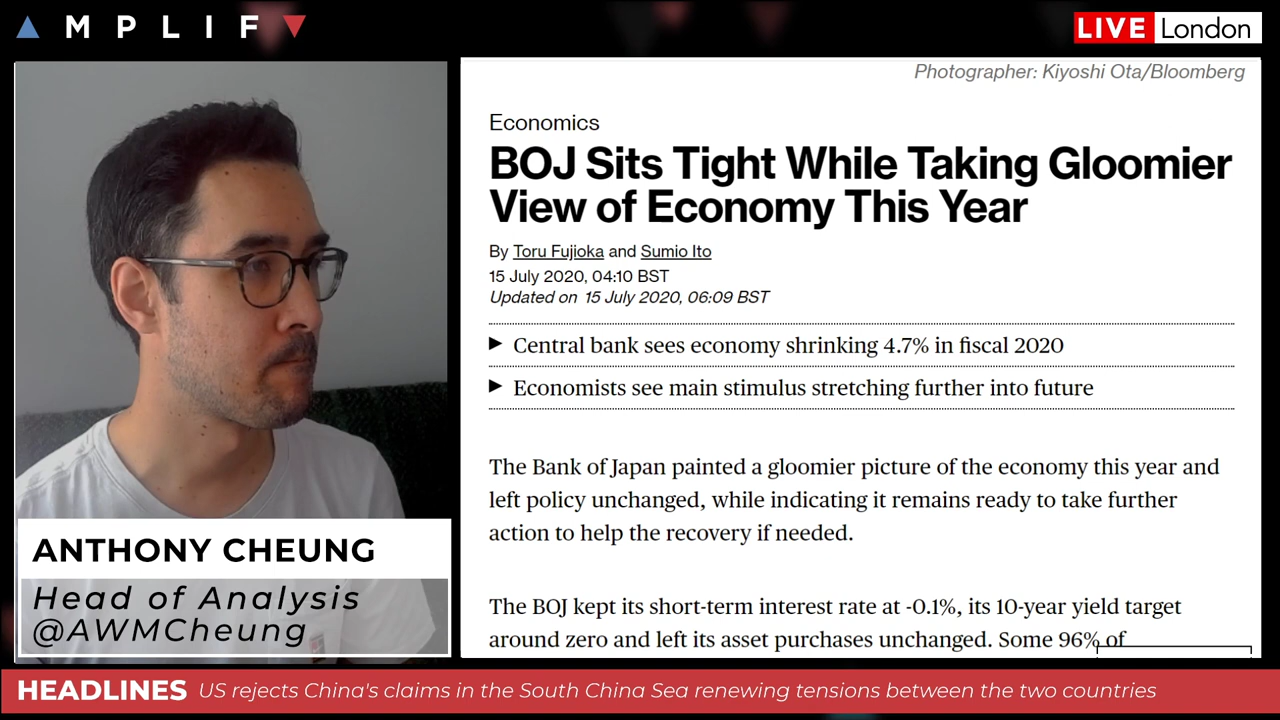 ▲ M P L I F ▼
LIVE London
Photographer: Kiyoshi Ota/Bloomberg
Economics
BOJ Sits Tight While Taking Gloomier
View of Economy This Year
By Toru Fujioka and Sumio Ito
15 July 2020, 04:10 BST
Updated on 15 July 2020, 06:09 BST
▶ Central bank sees economy shrinking 4.7% in fiscal 2020
▶ Economists see main stimulus stretching further into future
The Bank of Japan painted a gloomier picture of the economy this year and
left policy unchanged, while indicating it remains ready to take further
action to help the recovery if needed.
The BOJ kept its short-term interest rate at -0.1%, its 10-year yield target
around zero and left its asset purchases unchanged. Some 96% of
ANTHONY CHEUNG
Head of Analysis
@AWMCheung
HEADLINES US rejects China's claims in the South China Sea renewing tensions between the two countries